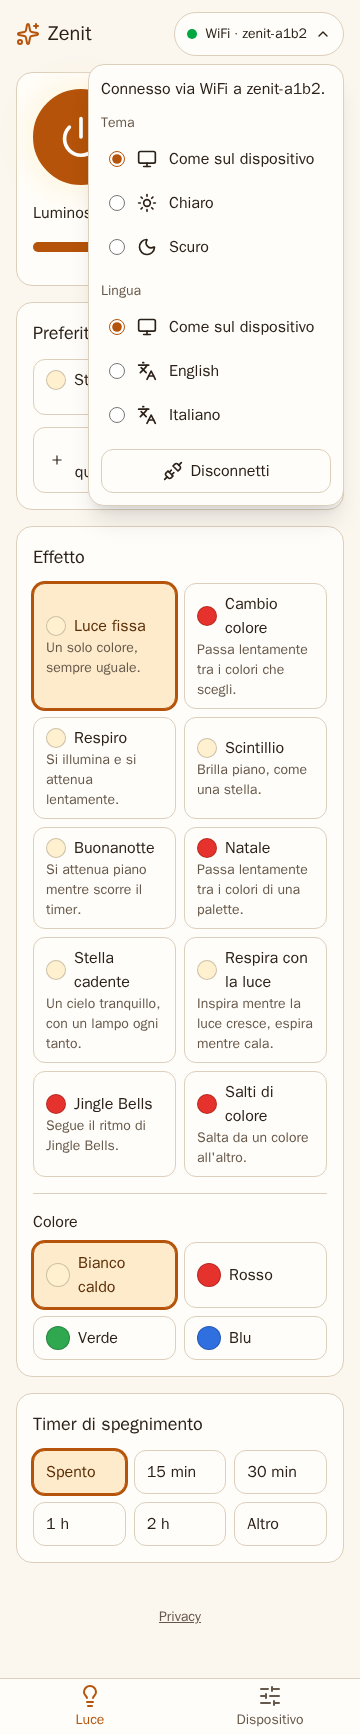 Zenit
WiFi · zenit-a1b2
Connesso via WiFi a zenit-a1b2.
Tema
Come sul dispositivo
Chiaro
Scuro
Lingua
Come sul dispositivo
English
Italiano
Disconnetti
Luminos
Preferit
St
+
qu
Effetto
Luce fissa
Un solo colore,
sempre uguale.
Cambio
colore
Passa lentamente
tra i colori che
scegli.
Respiro
Si illumina e si
attenua
lentamente.
Scintillio
Brilla piano, come
una stella.
Buonanotte
Si attenua piano
mentre scorre il
timer.
Natale
Passa lentamente
tra i colori di una
palette.
Stella
cadente
Un cielo tranquillo,
con un lampo ogni
tanto.
Respira con
la luce
Inspira mentre la
luce cresce, espira
mentre cala.
Jingle Bells
Segue il ritmo di
Jingle Bells.
Salti di
colore
Salta da un colore
all'altro.
Colore
Bianco
caldo
Rosso
Verde
Blu
Timer di spegnimento
Spento
15 min
30 min
1 h
2 h
Altro
Privacy
Luce
Dispositivo